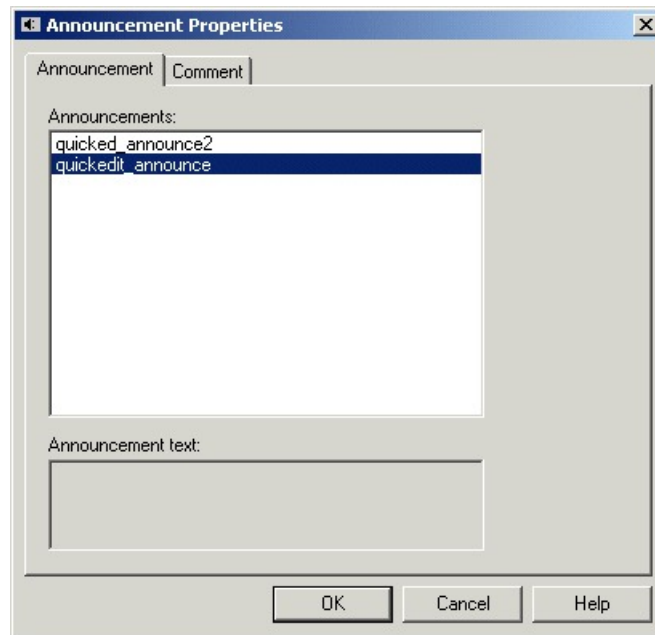 Announcement Properties
Announcement Comment
Announcements:
quicked_announce2
quickedit_announce
Announcement text:
OK Cancel Help